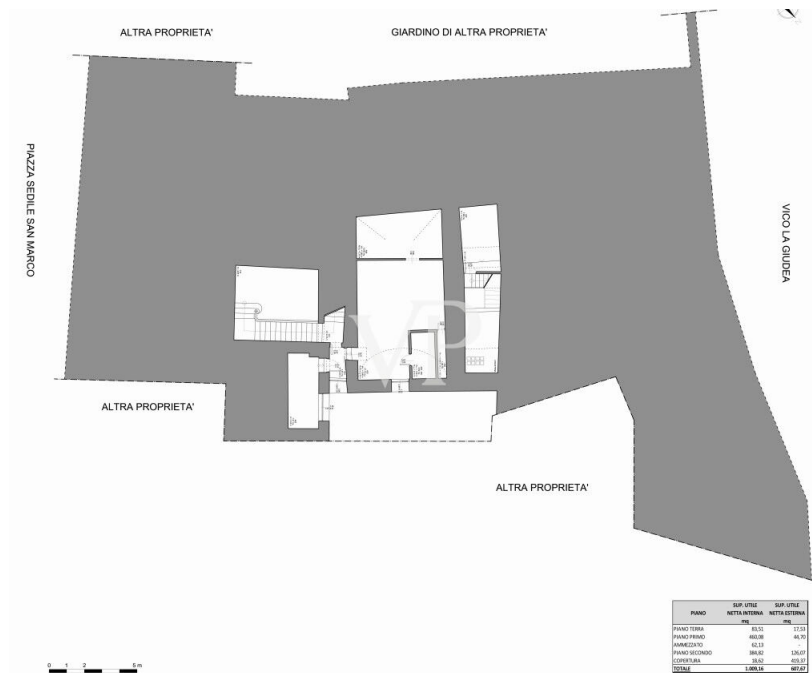 ALTRA PROPRIETA'
GIARDINO DI ALTRA PROPRIETA'
PIAZZA SEDILE SAN MARCO
VICO LA GIUDEA
VP
ALTRA PROPRIETA'
ALTRA PROPRIETA'
0 1 2 5 m
PIANO SUP. UTILE NETTA INTERNA mq SUP. UTILE NETTA ESTERNA mq
PIANO TERRA 83,51 17,53
PIANO PRIMO 460,08 44,70
AMMEZZATO 62,13 -
PIANO SECONDO 384,82 126,07
COPERTURA 18,62 419,37
TOTALE 1.009,16 607,67